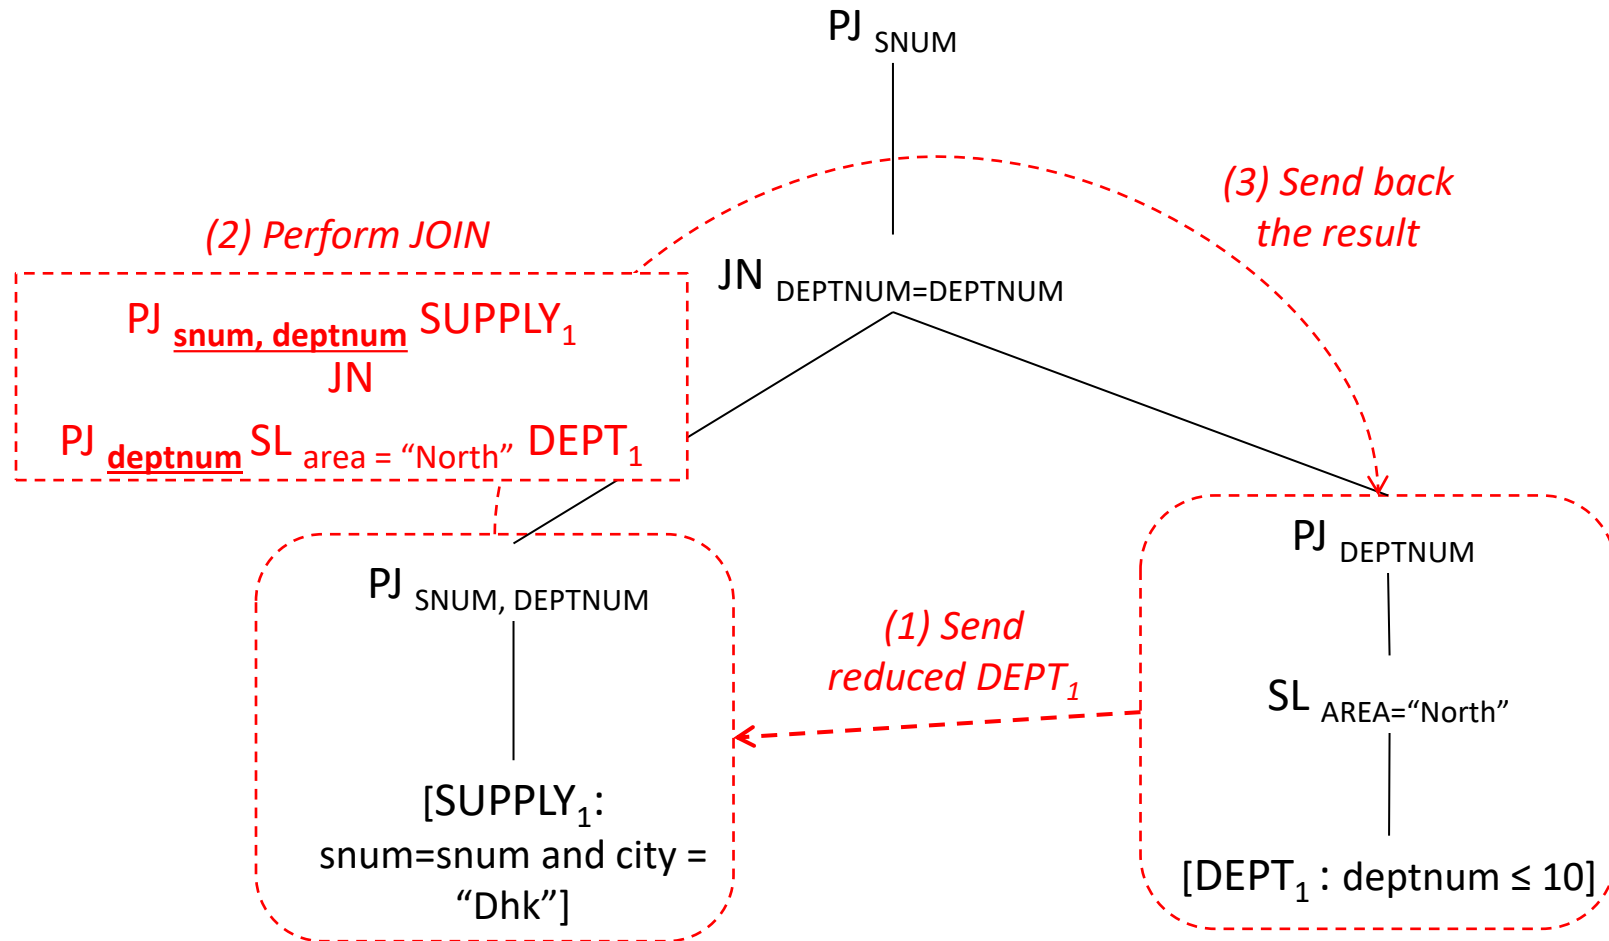 PJ SNUM
(3) Send back
the result
(2) Perform JOIN
JN DEPTNUM=DEPTNUM
PJ snum, deptnum SUPPLY1
JN
PJ deptnum SL area = “North” DEPT1
PJ DEPTNUM
PJ SNUM, DEPTNUM
(1) Send
reduced DEPT1
SL AREA=“North”
[SUPPLY1:
snum=snum and city =
“Dhk”]
[DEPT1 : deptnum ≤ 10]